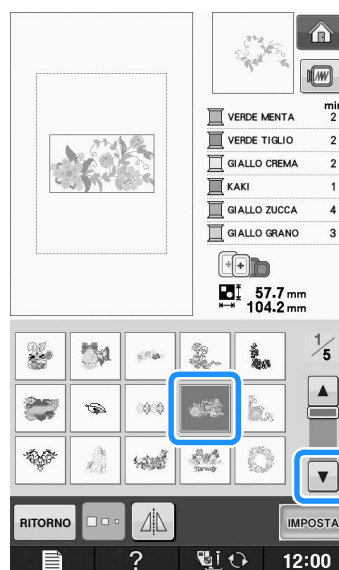 min
VERDE MENTA 2
VERDE TIGLIO 2
GIALLO CREMA 2
KAKI 1
GIALLO ZUCCA 4
GIALLO GRANO 3
57.7 mm
104.2 mm
1/5
Spring
RITORNO
IMPOSTA
?
12:00